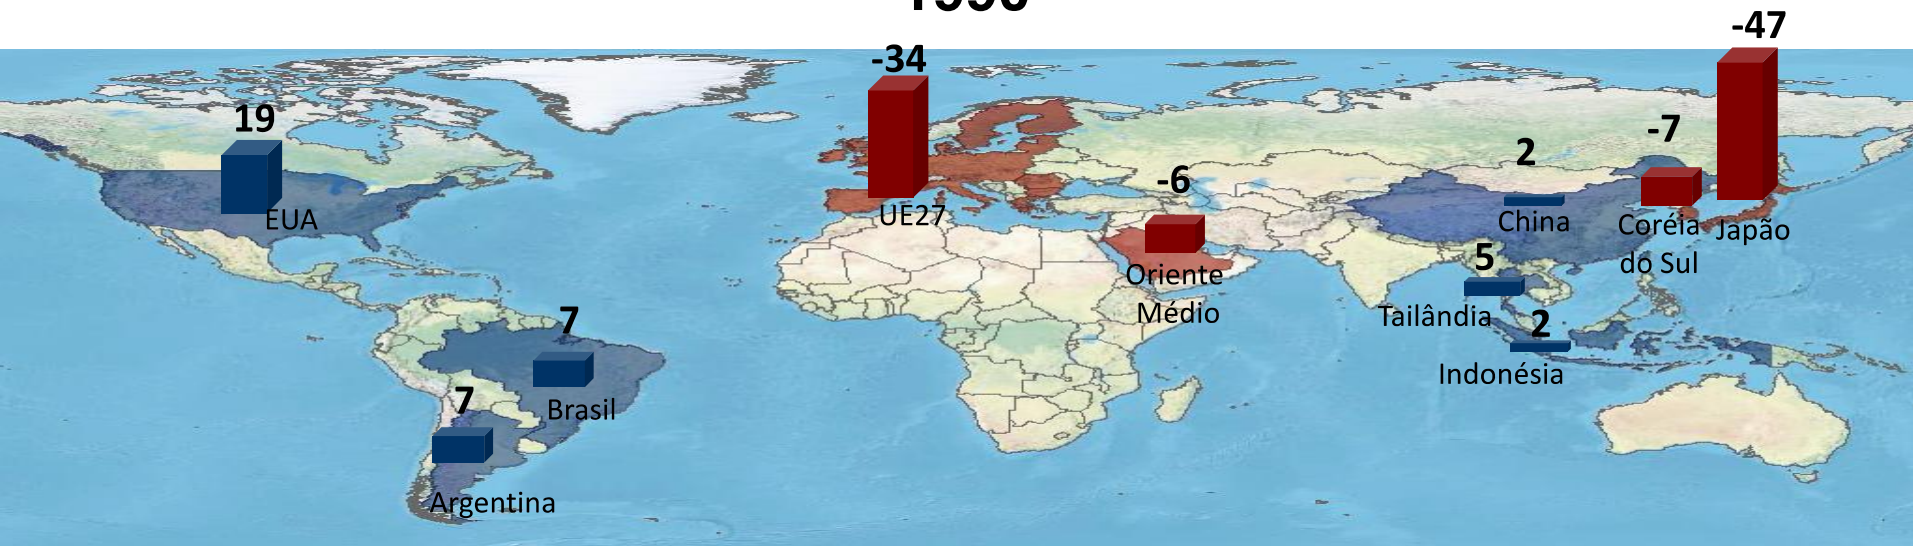 -47
-34
19
-7
2
-6
EUA
UE27
China
Coréia
do Sul
Japão
5
Oriente
Médio
Tailândia
2
7
Indonésia
7
Brasil
Argentina